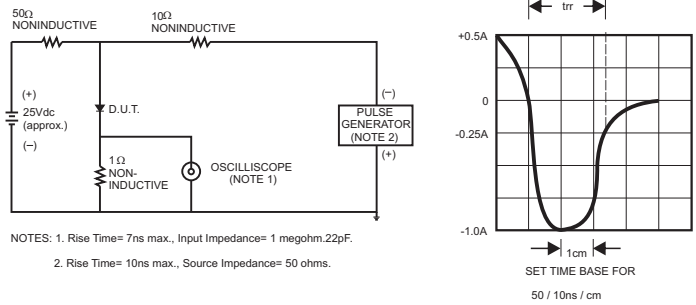 50Ω
NONINDUCTIVE
10Ω
NONINDUCTIVE
(+)
25Vdc
(approx.)
(–)
D.U.T.
1Ω
NON-
INDUCTIVE
OSCILLISCOPE
(NOTE 1)
(–)
PULSE
GENERATOR
(NOTE 2)
(+)
NOTES: 1. Rise Time= 7ns max., Input Impedance= 1 megohm.22pF.
2. Rise Time= 10ns max., Source Impedance= 50 ohms.
trr
+0.5A
0
-0.25A
-1.0A
1cm
SET TIME BASE FOR
50 / 10ns / cm